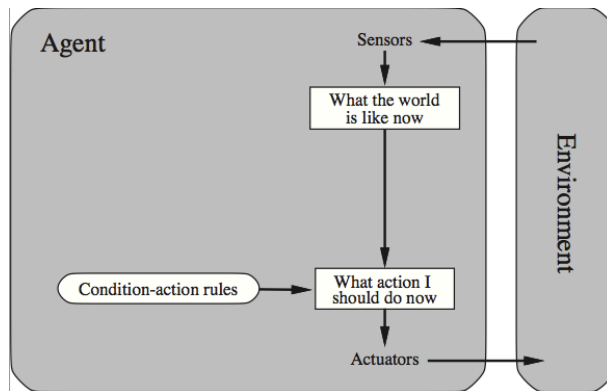 Agent
Sensors
What the world
is like now
Environment
Condition-action rules
What action I
should do now
Actuators